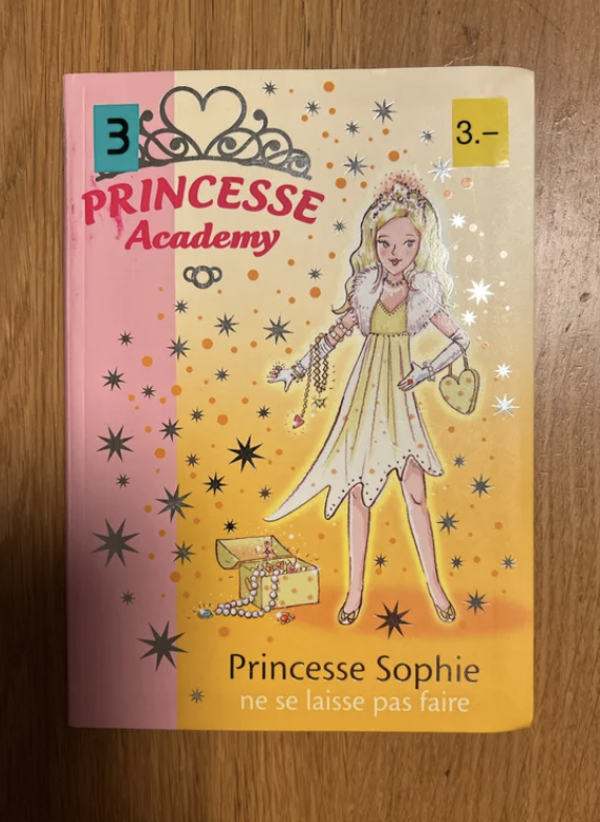 3
3.–
PRINCESSE
Academy
Princesse Sophie
ne se laisse pas faire